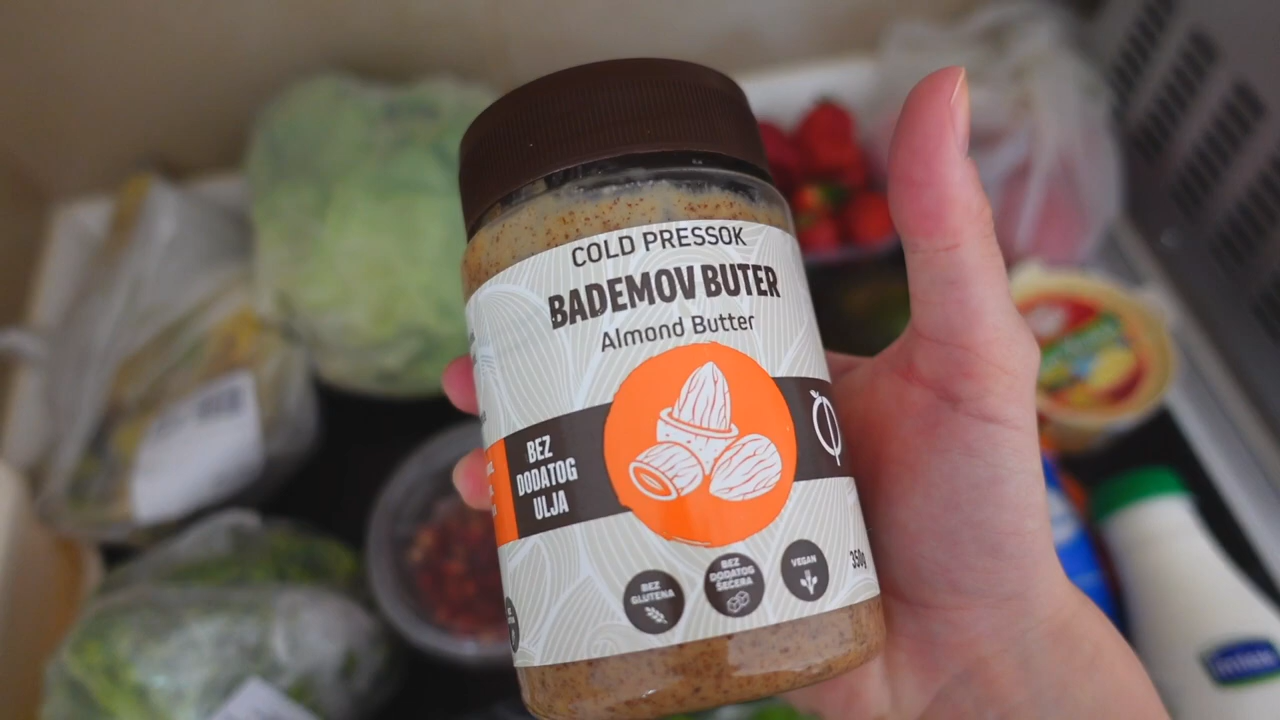 COLD PRESSOK
BADEMOV BUTER
Almond Butter
BEZ
DODATOG
ULJA
BEZ
GLUTENA
BEZ
DODATOG
ŠEĆERA
VEGAN
350g